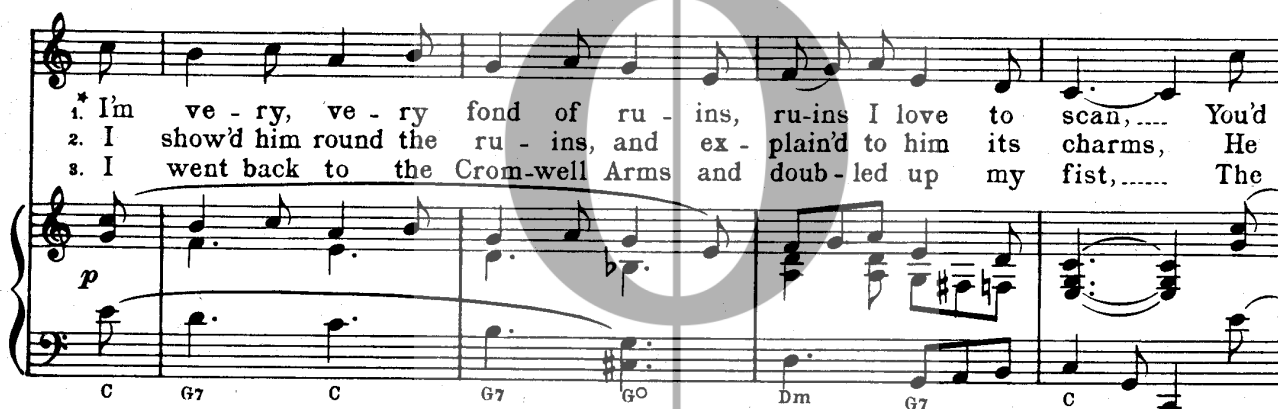 1. * I'm ve - ry, ve - ry fond of ru - ins, ru-ins I love to scan,.... You'd
2. I show'd him round the ru - ins, and ex - plain'd to him its charms, He
3. I went back to the Crom-well Arms and doub - led up my fist,...... The
p
C G7 C G7 G° Dm G7 C